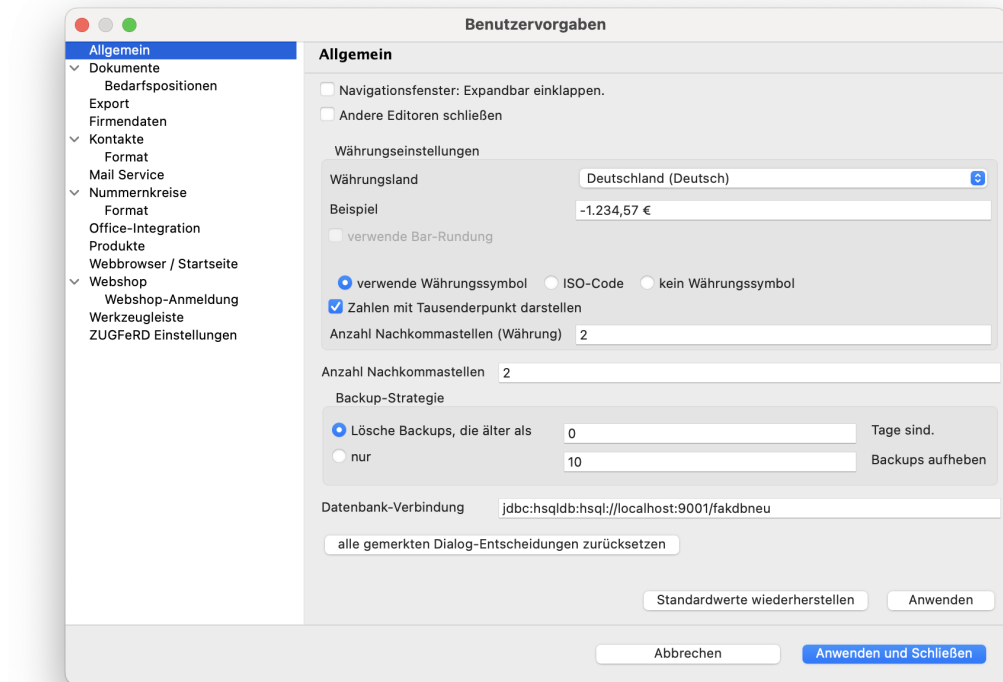 Benutzervorgaben
Allgemein
Dokumente
Bedarfspositionen
Export
Firmendaten
Kontakte
Format
Mail Service
Nummernkreise
Format
Office-Integration
Produkte
Webbrowser / Startseite
Webshop
Webshop-Anmeldung
Werkzeugleiste
ZUGFeRD Einstellungen
Allgemein
Navigationsfenster: Expandbar einklappen.
Andere Editoren schließen
Währungseinstellungen
Währungsland Deutschland (Deutsch)
Beispiel -1.234,57 €
verwende Bar-Rundung
verwende Währungssymbol ISO-Code kein Währungssymbol
Zahlen mit Tausenderpunkt darstellen
Anzahl Nachkommastellen (Währung) 2
Anzahl Nachkommastellen 2
Backup-Strategie
Lösche Backups, die älter als 0 Tage sind.
nur 10 Backups aufheben
Datenbank-Verbindung jdbc:hsqldb:hsql://localhost:9001/fakdbneu
alle gemerkten Dialog-Entscheidungen zurücksetzen
Standardwerte wiederherstellen Anwenden
Abbrechen Anwenden und Schließen